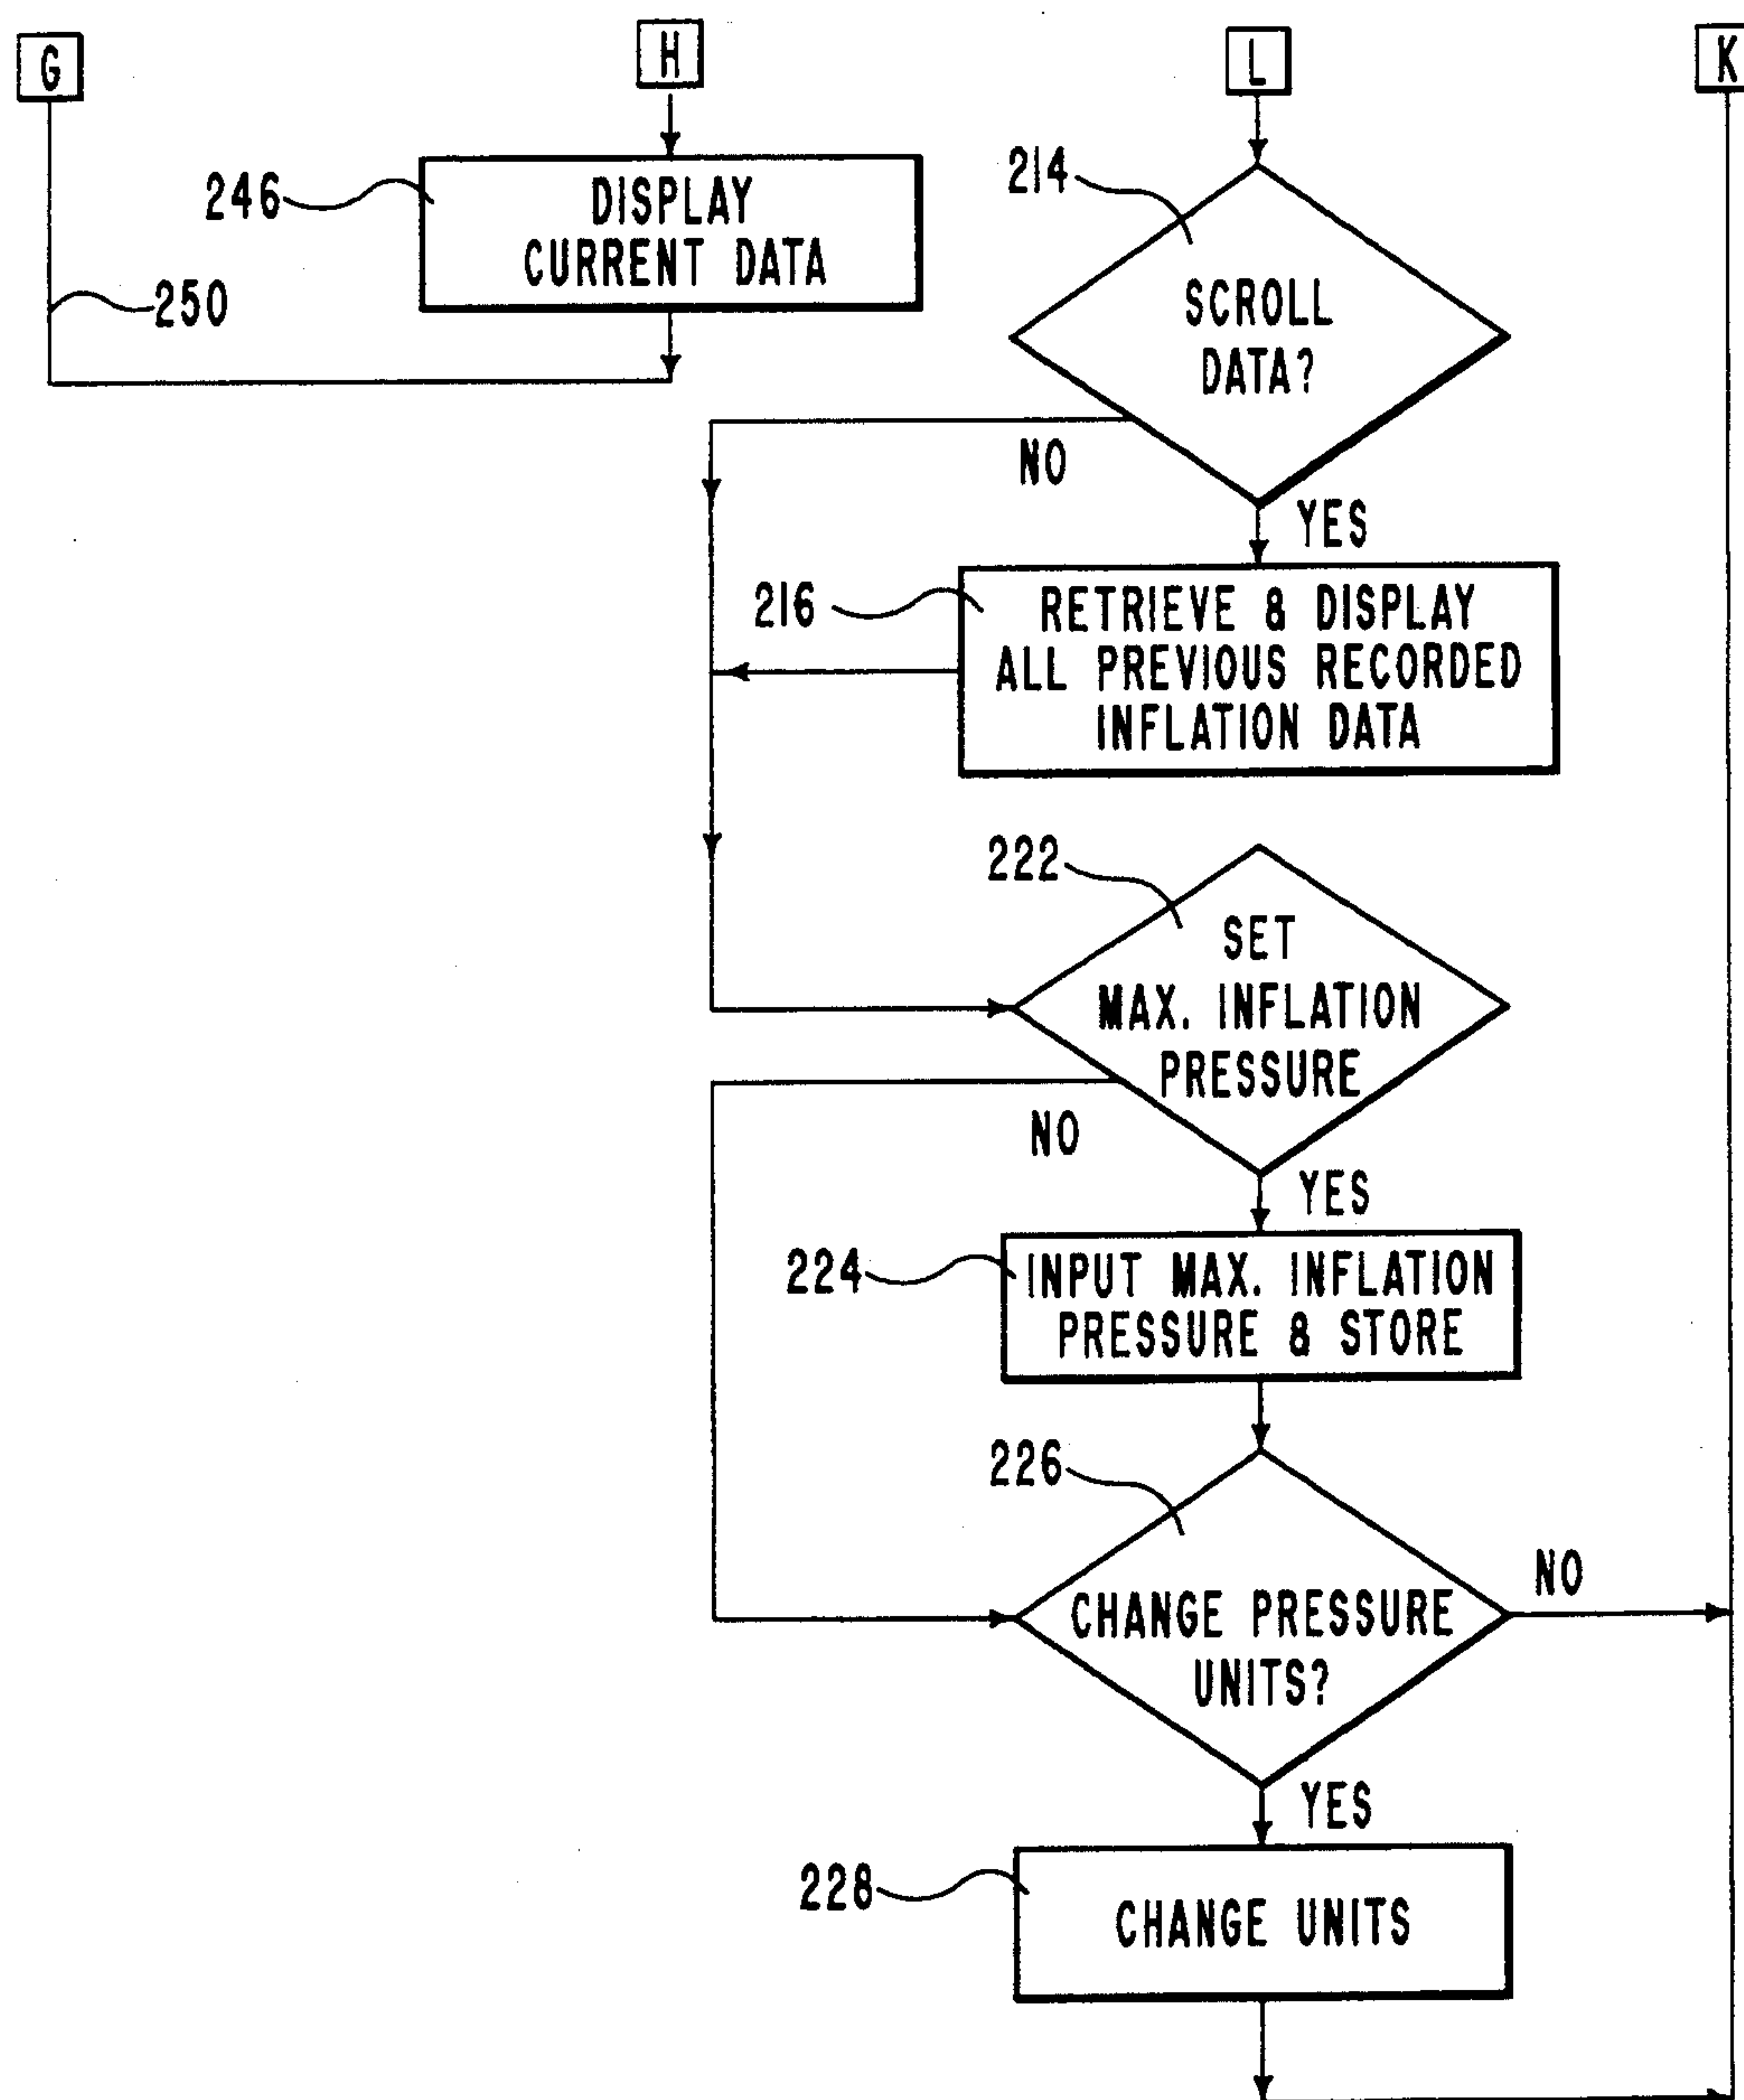 G
H
L
K
246
DISPLAY
CURRENT DATA
250
214
SCROLL
DATA?
NO
YES
216
RETRIEVE & DISPLAY
ALL PREVIOUS RECORDED
INFLATION DATA
222
SET
MAX. INFLATION
PRESSURE
NO
YES
224
INPUT MAX. INFLATION
PRESSURE & STORE
226
CHANGE PRESSURE
UNITS?
NO
YES
228
CHANGE UNITS